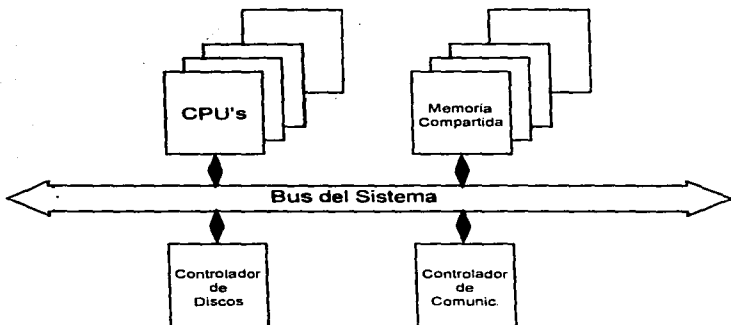 CPU's
Memoria
Compartida
Bus del Sistema
Controlador
de
Discos
Controlador
de
Comunic.